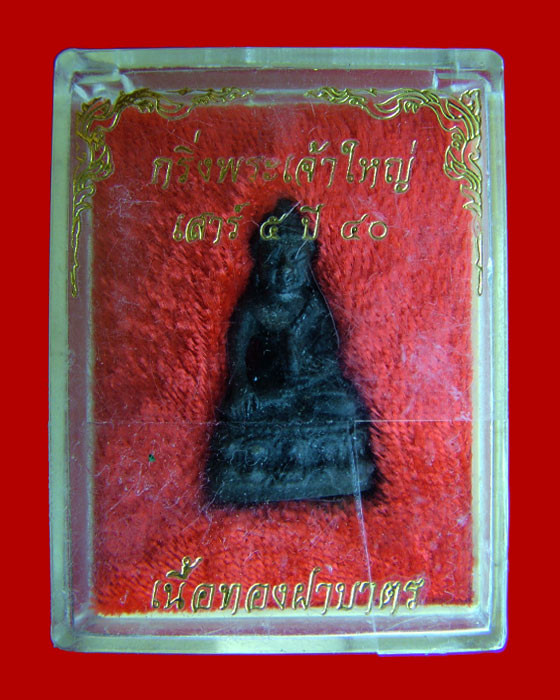 กริ่งพระเจ้าใหญ่
เสาร์ ๕ ปี ๔๐
เนื้อทองฝาบาตร